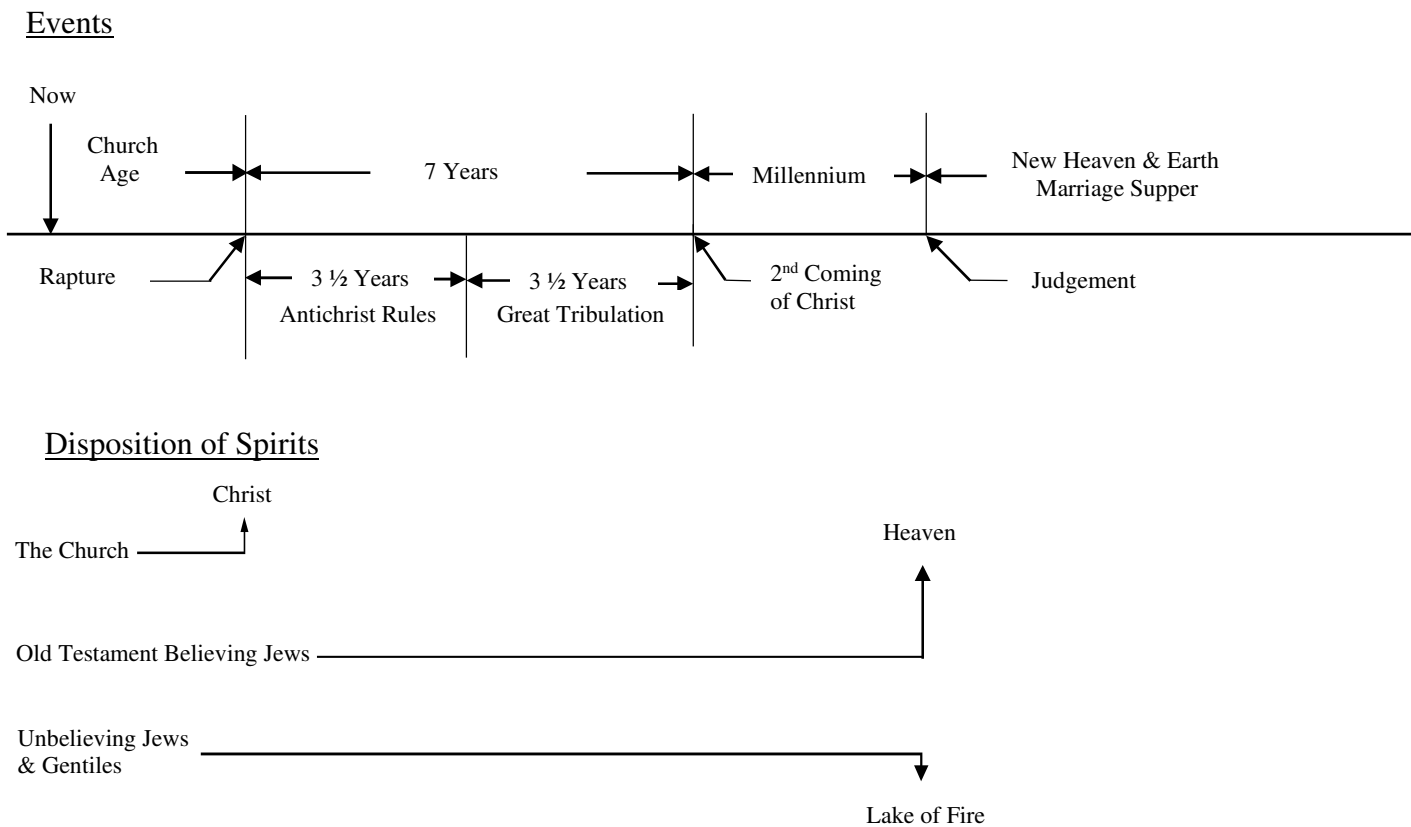 Events
Now
Church
Age
7 Years
Millennium
New Heaven & Earth
Marriage Supper
Rapture
3 ½ Years
Antichrist Rules
3 ½ Years
Great Tribulation
2nd Coming
of Christ
Judgement
Disposition of Spirits
Christ
The Church
Heaven
Old Testament Believing Jews
Unbelieving Jews
& Gentiles
Lake of Fire